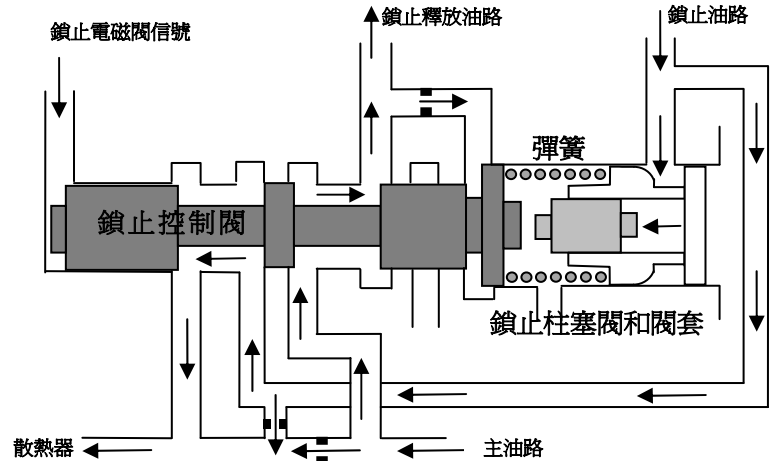 鎖止電磁閥信號
鎖止釋放油路
鎖止油路
彈簧
鎖止控制閥
鎖止柱塞閥和閥套
散熱器
主油路